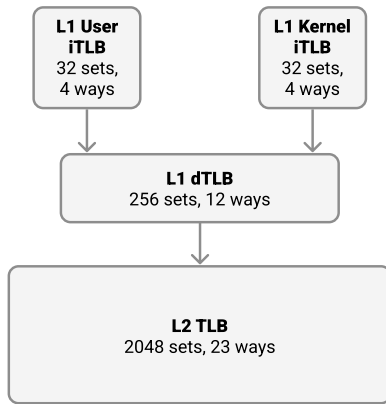 L1 User
iTLB
32 sets,
4 ways
L1 Kernel
iTLB
32 sets,
4 ways
L1 dTLB
256 sets, 12 ways
L2 TLB
2048 sets, 23 ways